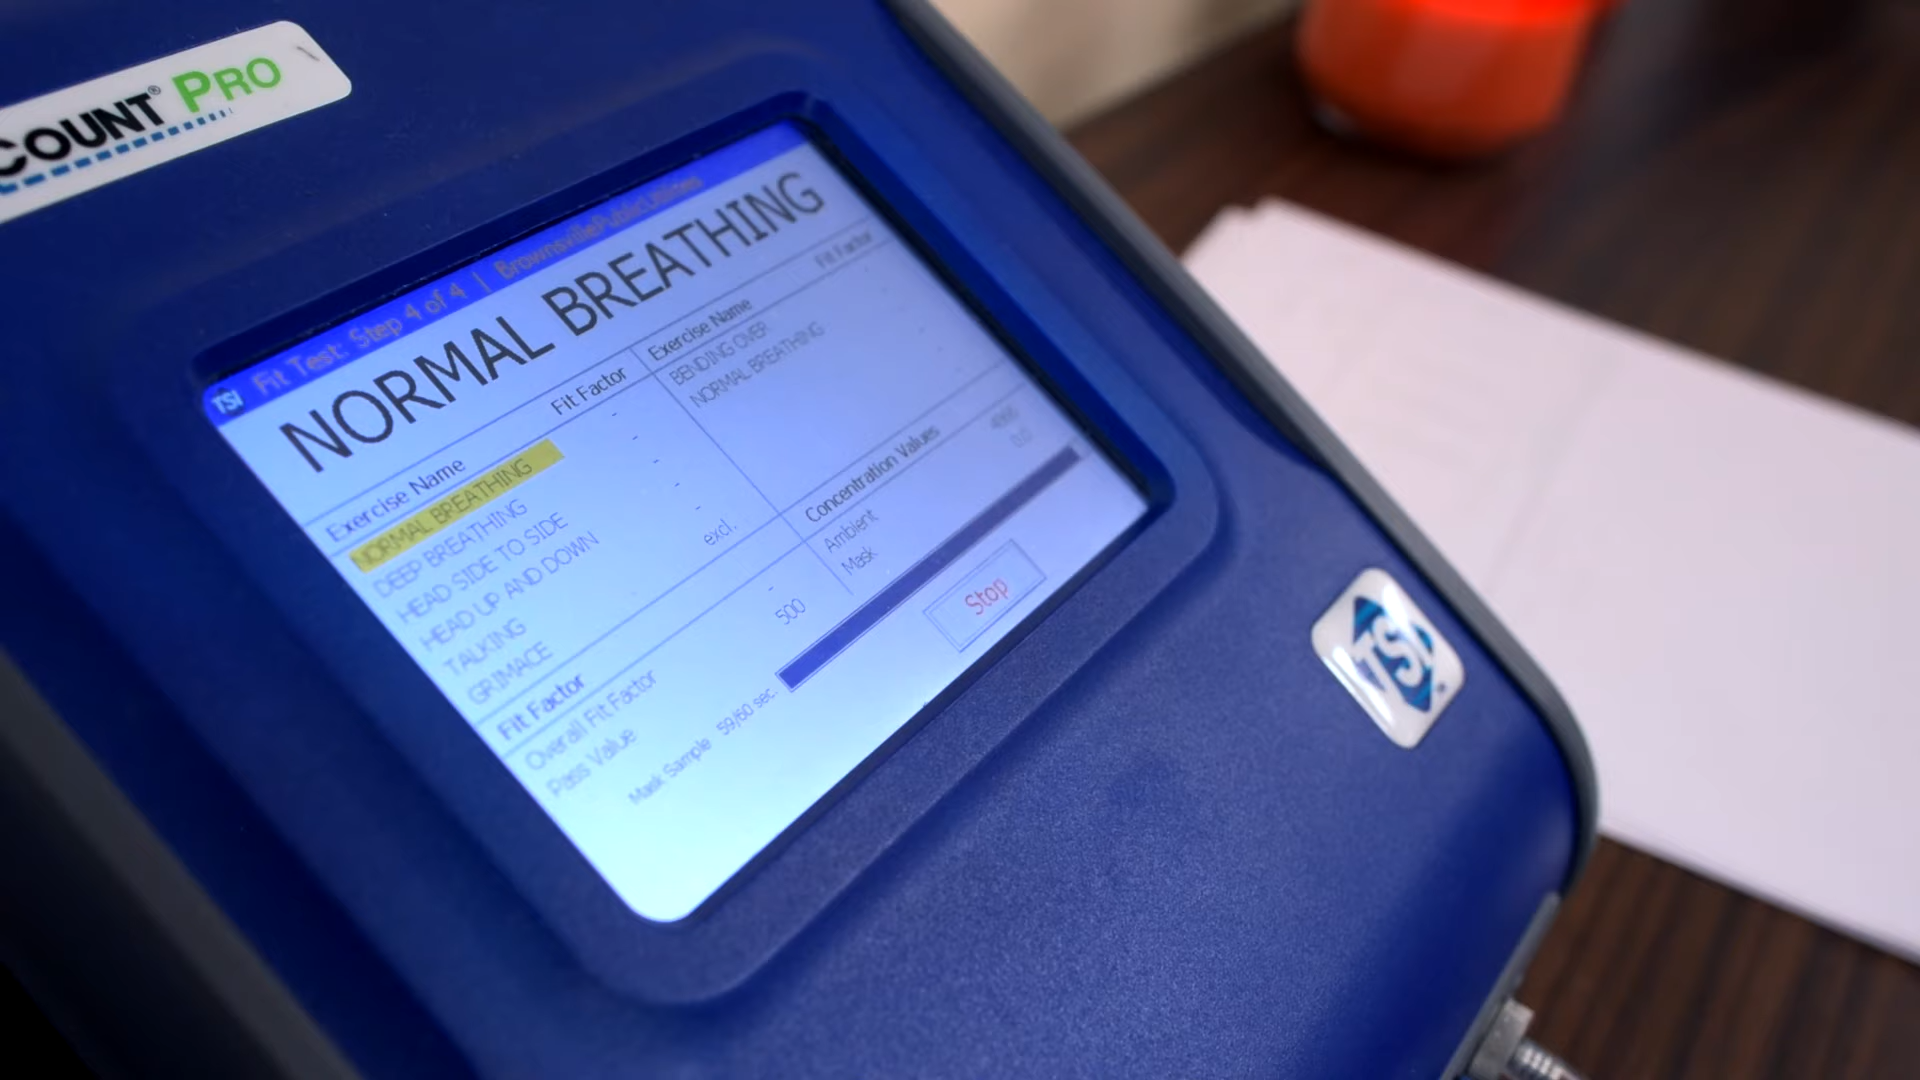 COUNT® PRO
TSI Fit Test: Step 4 of 4 | BrownsvillePublicUtilities
NORMAL BREATHING
Exercise Name Fit Factor
NORMAL BREATHING -
DEEP BREATHING -
HEAD SIDE TO SIDE -
HEAD UP AND DOWN -
TALKING -
GRIMACE excl.
Exercise Name Fit Factor
BENDING OVER
NORMAL BREATHING
Fit Factor
Overall Fit Factor -
Pass Value 500
Concentration Values
Ambient
Mask 0.0
Mask Sample 59/60 sec.
Stop
TSI